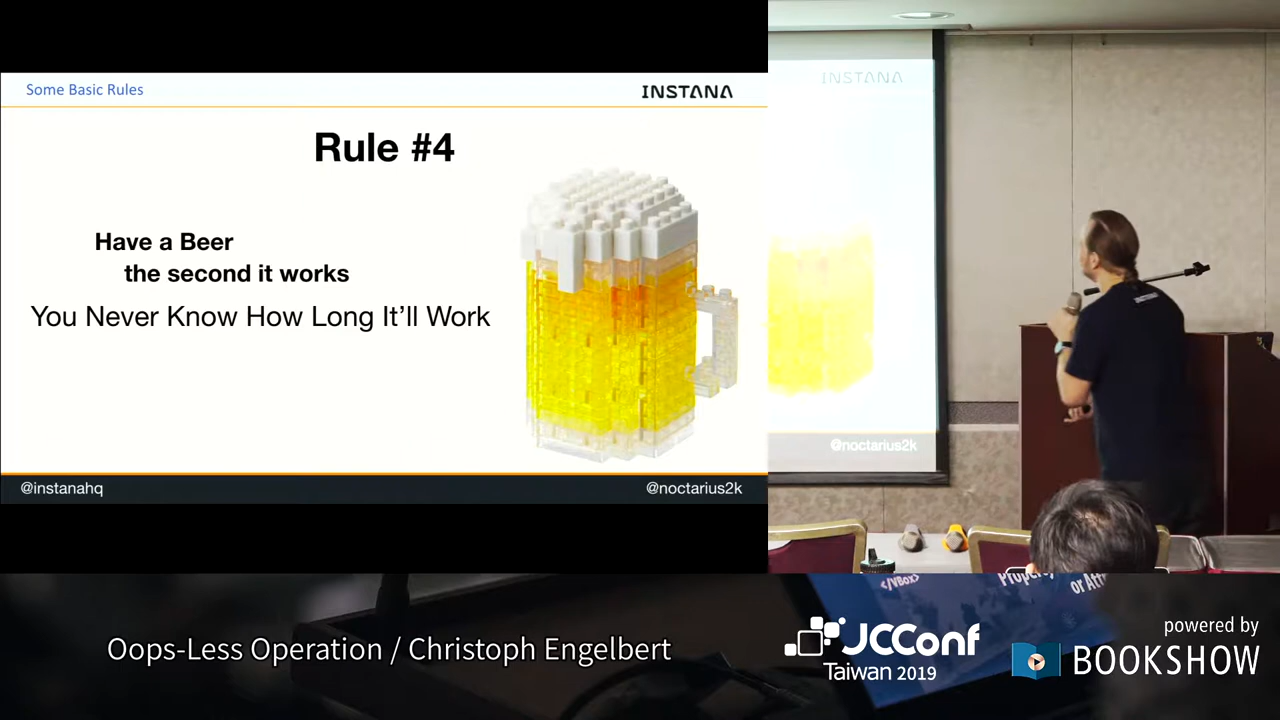 Some Basic Rules
INSTANA
Rule #4
Have a Beer
the second it works
You Never Know How Long It'll Work
@instanahq
@noctarius2k
INSTANA
@noctarius2k
</VBox>
Oops-Less Operation / Christoph Engelbert
JCConf
Taiwan 2019
powered by
BOOKSHOW